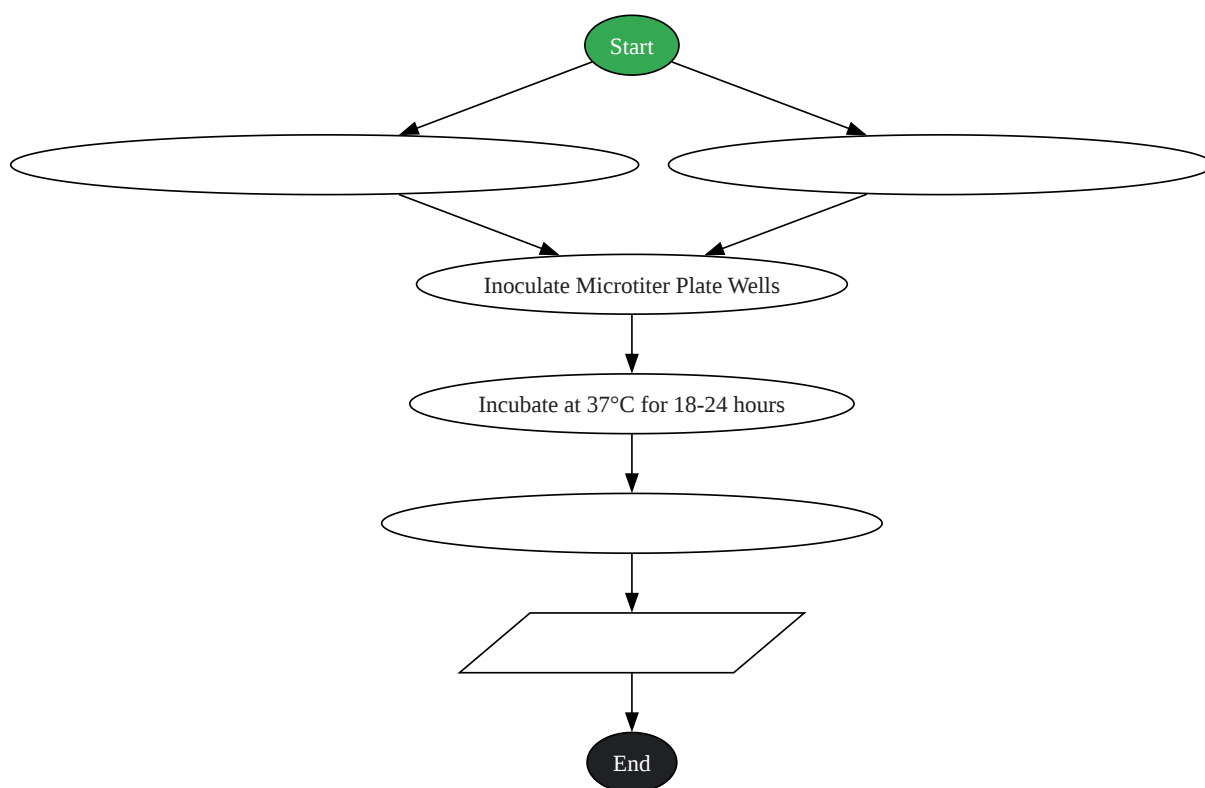 Start
Inoculate Microtiter Plate Wells
Incubate at 37°C for 18-24 hours
End